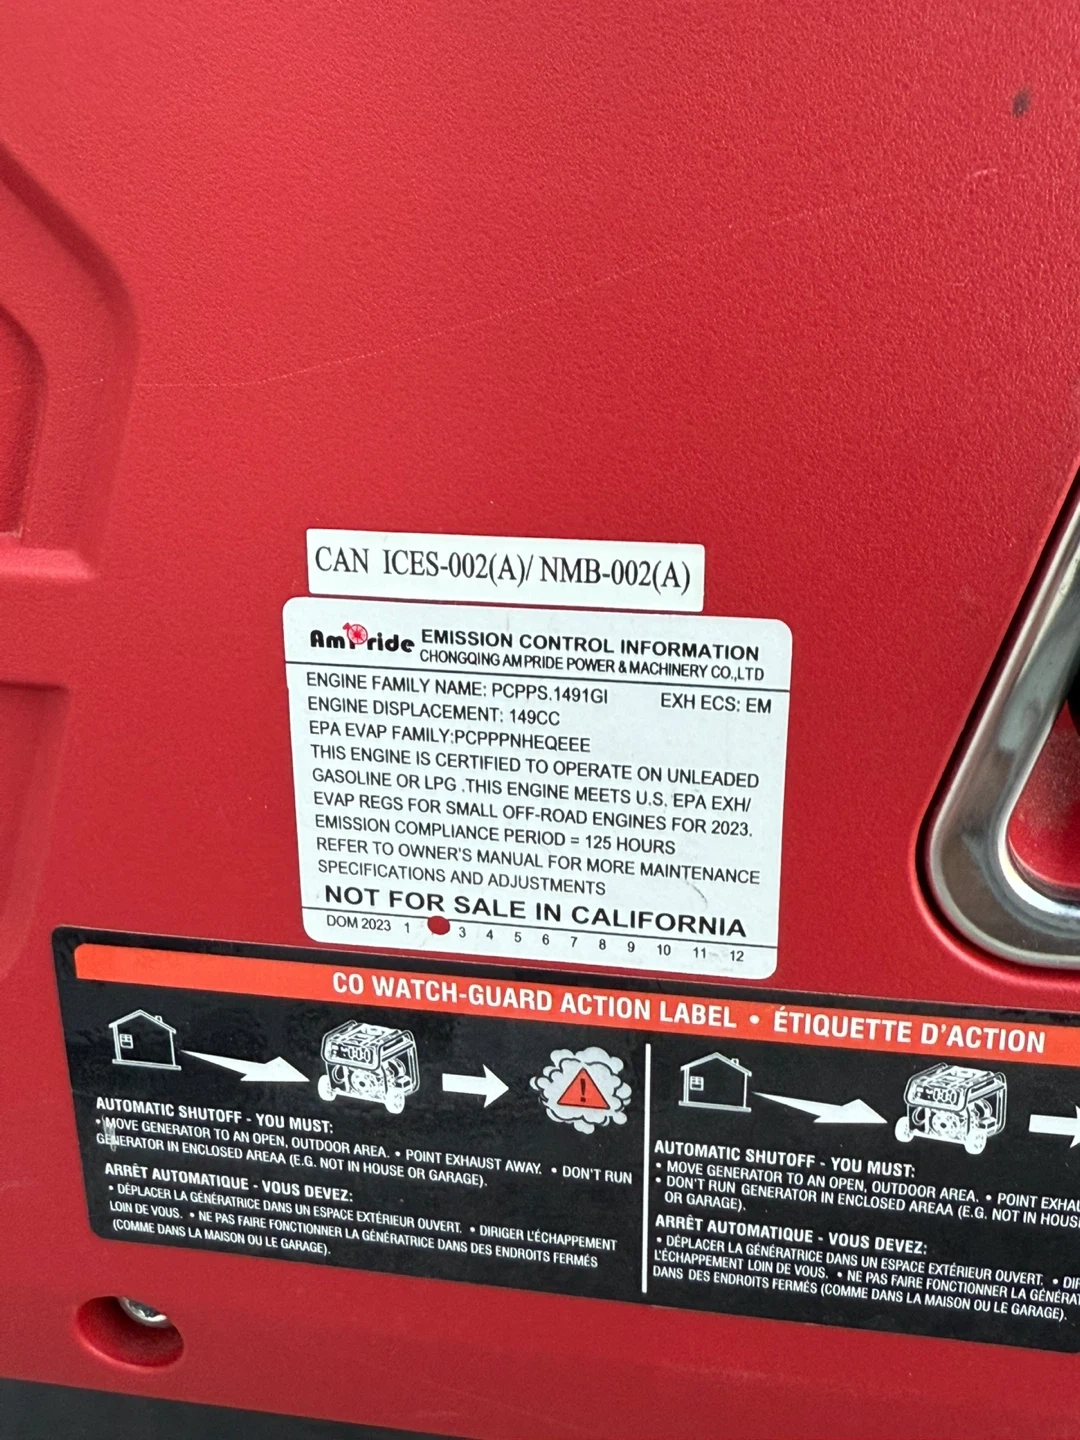 CAN ICES-002(A)/ NMB-002(A)
AmPride EMISSION CONTROL INFORMATION
CHONGQING AM PRIDE POWER & MACHINERY CO.,LTD
ENGINE FAMILY NAME: PCPPS.1491GI EXH ECS: EM
ENGINE DISPLACEMENT: 149CC
EPA EVAP FAMILY:PCPPPNHEQEEE
THIS ENGINE IS CERTIFIED TO OPERATE ON UNLEADED
GASOLINE OR LPG .THIS ENGINE MEETS U.S. EPA EXH/
EVAP REGS FOR SMALL OFF-ROAD ENGINES FOR 2023.
EMISSION COMPLIANCE PERIOD = 125 HOURS
REFER TO OWNER'S MANUAL FOR MORE MAINTENANCE
SPECIFICATIONS AND ADJUSTMENTS
NOT FOR SALE IN CALIFORNIA
DOM 2023 1 3 4 5 6 7 8 9 10 11 12
CO WATCH-GUARD ACTION LABEL • ÉTIQUETTE D'ACTION
AUTOMATIC SHUTOFF - YOU MUST:
• MOVE GENERATOR TO AN OPEN, OUTDOOR AREA. • POINT EXHAUST AWAY. • DON'T RUN
GENERATOR IN ENCLOSED AREAA (E.G. NOT IN HOUSE OR GARAGE).
ARRÊT AUTOMATIQUE - VOUS DEVEZ:
• DÉPLACER LA GÉNÉRATRICE DANS UN ESPACE EXTÉRIEUR OUVERT. • DIRIGER L'ÉCHAPPEMENT
LOIN DE VOUS. • NE PAS FAIRE FONCTIONNER LA GÉNÉRATRICE DANS DES ENDROITS FERMÉS
(COMME DANS LA MAISON OU LE GARAGE).
AUTOMATIC SHUTOFF - YOU MUST:
• MOVE GENERATOR TO AN OPEN, OUTDOOR AREA. • POINT EXHAU
• DON'T RUN GENERATOR IN ENCLOSED AREAA (E.G. NOT IN HOUS
OR GARAGE).
ARRÊT AUTOMATIQUE - VOUS DEVEZ:
• DÉPLACER LA GÉNÉRATRICE DANS UN ESPACE EXTÉRIEUR OUVERT. • DI
L'ÉCHAPPEMENT LOIN DE VOUS. • NE PAS FAIRE FONCTIONNER LA GÉNÉRAT
DANS DES ENDROITS FERMÉS (COMME DANS LA MAISON OU LE GARAGE).